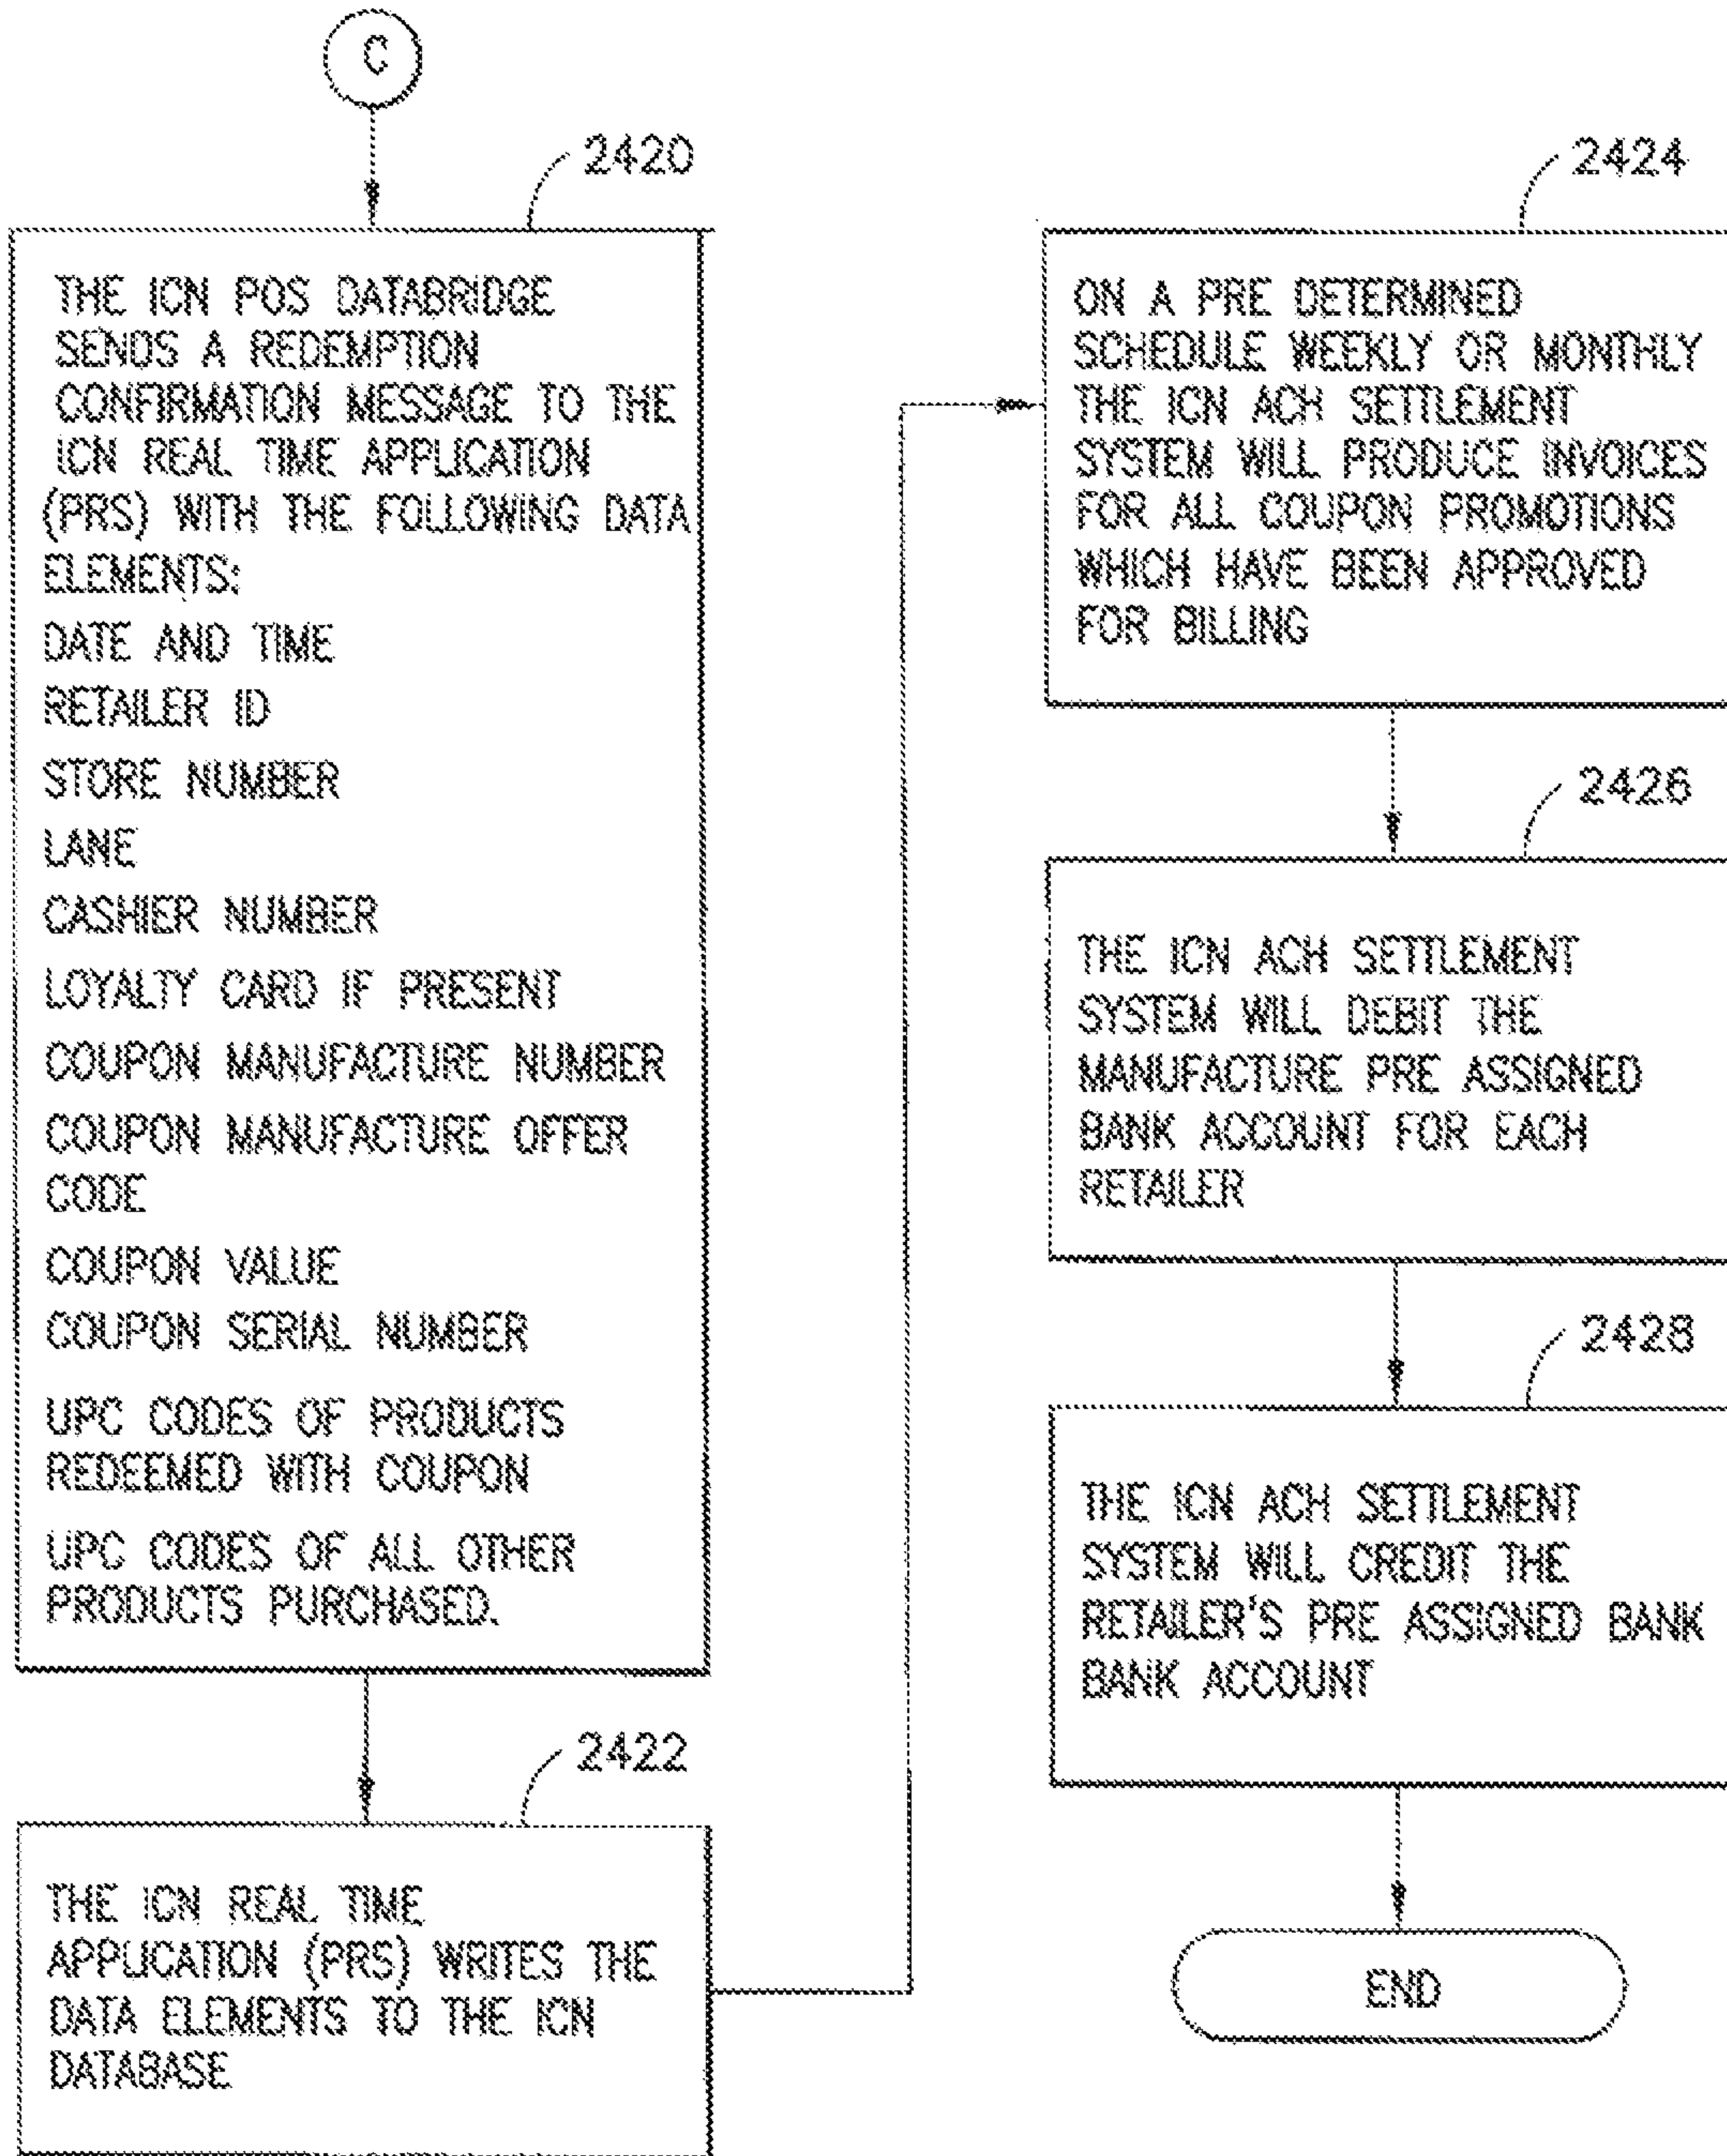 C
2420
THE ICN POS DATABRIDGE
SENDS A REDEMPTION
CONFIRMATION MESSAGE TO THE
ICN REAL TIME APPLICATION
(PRS) WITH THE FOLLOWING DATA
ELEMENTS:
DATE AND TIME
RETAILER ID
STORE NUMBER
LANE
CASHIER NUMBER
LOYALTY CARD IF PRESENT
COUPON MANUFACTURE NUMBER
COUPON MANUFACTURE OFFER
CODE
COUPON VALUE
COUPON SERIAL NUMBER
UPC CODES OF PRODUCTS
REDEEMED WITH COUPON
UPC CODES OF ALL OTHER
PRODUCTS PURCHASED.
2422
THE ICN REAL TIME
APPLICATION (PRS) WRITES THE
DATA ELEMENTS TO THE ICN
DATABASE
2424
ON A PRE DETERMINED
SCHEDULE WEEKLY OR MONTHLY
THE ICN ACH SETTLEMENT
SYSTEM WILL PRODUCE INVOICES
FOR ALL COUPON PROMOTIONS
WHICH HAVE BEEN APPROVED
FOR BILLING
2426
THE ICN ACH SETTLEMENT
SYSTEM WILL DEBIT THE
MANUFACTURE PRE ASSIGNED
BANK ACCOUNT FOR EACH
RETAILER
2428
THE ICN ACH SETTLEMENT
SYSTEM WILL CREDIT THE
RETAILER'S PRE ASSIGNED BANK
BANK ACCOUNT
END